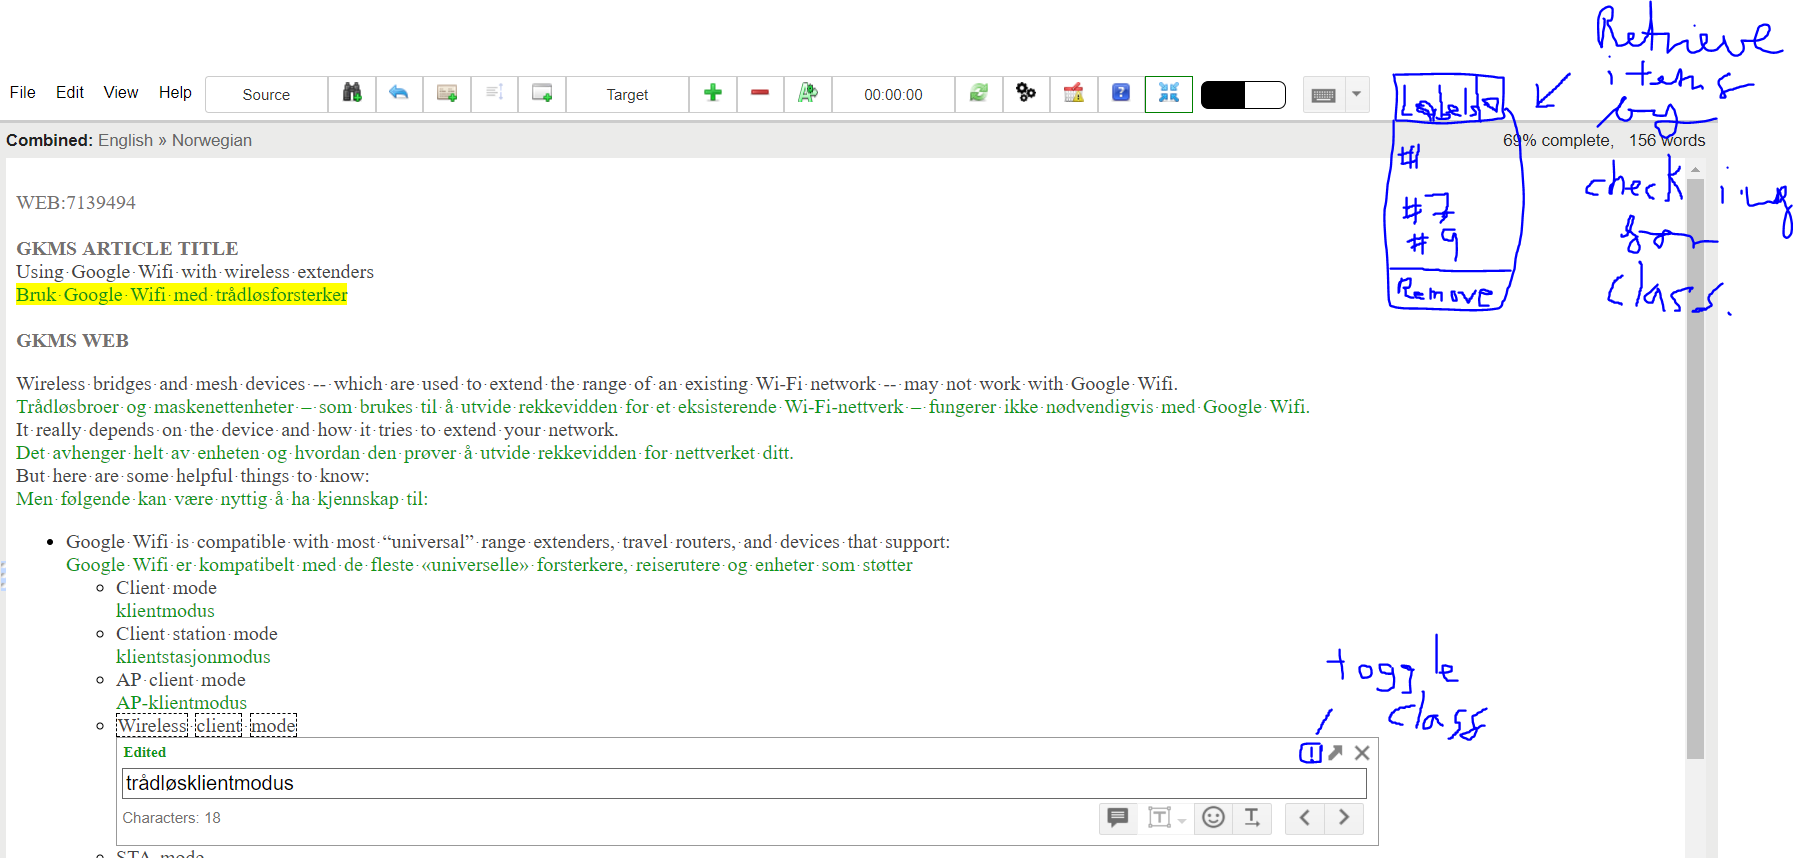 Retrieve
items
by
checking
for
class.
File Edit View Help Source Target 00:00:00 Labels
Combined: English » Norwegian 69% complete, 156 words
#
#7
#9
Remove
WEB:7139494
GKMS ARTICLE TITLE
Using·Google·Wifi·with·wireless·extenders
Bruk·Google·Wifi·med·trådløsforsterker
GKMS WEB
Wireless·bridges·and·mesh·devices·--·which·are·used·to·extend·the·range·of·an·existing·Wi-Fi·network·--·may·not·work·with·Google·Wifi.
Trådløsbroer·og·maskenettenheter·–·som·brukes·til·å·utvide·rekkevidden·for·et·eksisterende·Wi-Fi-nettverk·–·fungerer·ikke·nødvendigvis·med·Google·Wifi.
It·really·depends·on·the·device·and·how·it·tries·to·extend·your·network.
Det·avhenger·helt·av·enheten·og·hvordan·den·prøver·å·utvide·rekkevidden·for·nettverket·ditt.
But·here·are·some·helpful·things·to·know:
Men·følgende·kan·være·nyttig·å·ha·kjennskap·til:
Google·Wifi·is·compatible·with·most·“universal”·range·extenders,·travel·routers,·and·devices·that·support:
Google·Wifi·er·kompatibelt·med·de·fleste·«universelle»·forsterkere,·reiserutere·og·enheter·som·støtter
Client·mode
klientmodus
Client·station·mode
klientstasjonmodus
AP·client·mode
AP-klientmodus
toggle
class
Wireless·client·mode
Edited !
trådløsklientmodus
Characters: 18
STA·mode